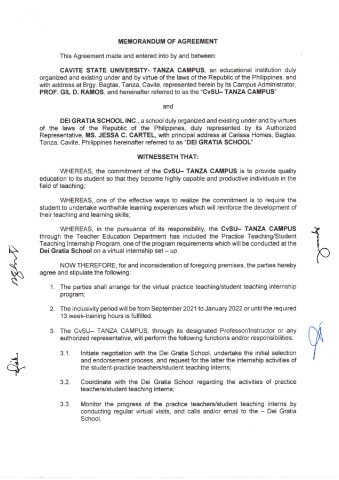 MEMORANDUM OF AGREEMENT
This Agreement made and entered into by and between:
CAVITE STATE UNIVERSITY- TANZA CAMPUS, an educational institution duly
organized and existing under and by virtue of the laws of the Republic of the Philippines, and
with address at Brgy. Bagtas, Tanza, Cavite, represented herein by its Campus Administrator,
PROF. GIL D. RAMOS, and hereinafter referred to as the "CvSU– TANZA CAMPUS"
and
DEI GRATIA SCHOOL INC., a school duly organized and existing under and by virtue
of the laws of the Republic of the Philippines, duly represented by its Authorized
Representative, MS. JESSA C. CARTEL, with principal address at Carissa Homes, Bagtas,
Tanza, Cavite, Philippines hereinafter referred to as "DEI GRATIA SCHOOL"
WITNESSETH THAT:
WHEREAS, the commitment of the CvSU– TANZA CAMPUS is to provide quality
education to its student so that they become highly capable and productive individuals in the
field of teaching;
WHEREAS, one of the effective ways to realize the commitment is to require the
student to undertake worthwhile learning experiences which will reinforce the development of
their teaching and learning skills;
WHEREAS, in the pursuance of its responsibility, the CvSU– TANZA CAMPUS
through the Teacher Education Department has included the Practice Teaching/Student
Teaching Internship Program, one of the program requirements which will be conducted at the
Dei Gratia School on a virtual internship set – up.
NOW THEREFORE, for and inconsideration of foregoing premises, the parties hereby
agree and stipulate the following:
1. The parties shall arrange for the virtual practice teaching/student teaching internship
program;
2. The inclusivity period will be from September 2021 to January 2022 or until the required
13 week-training hours is fulfilled.
3. The CvSU– TANZA CAMPUS, through its designated Professor/Instructor or any
authorized representative, will perform the following functions and/or responsibilities:
3.1. Initiate negotiation with the Dei Gratia School, undertake the initial selection
and endorsement process, and request for the latter the internship activities of
the student-practice teachers/student teaching interns;
3.2. Coordinate with the Dei Gratia School regarding the activities of practice
teachers/student teaching interns;
3.3. Monitor the progress of the practice teachers/student teaching interns by
conducting regular virtual visits, and calls and/or email to the – Dei Gratia
School.